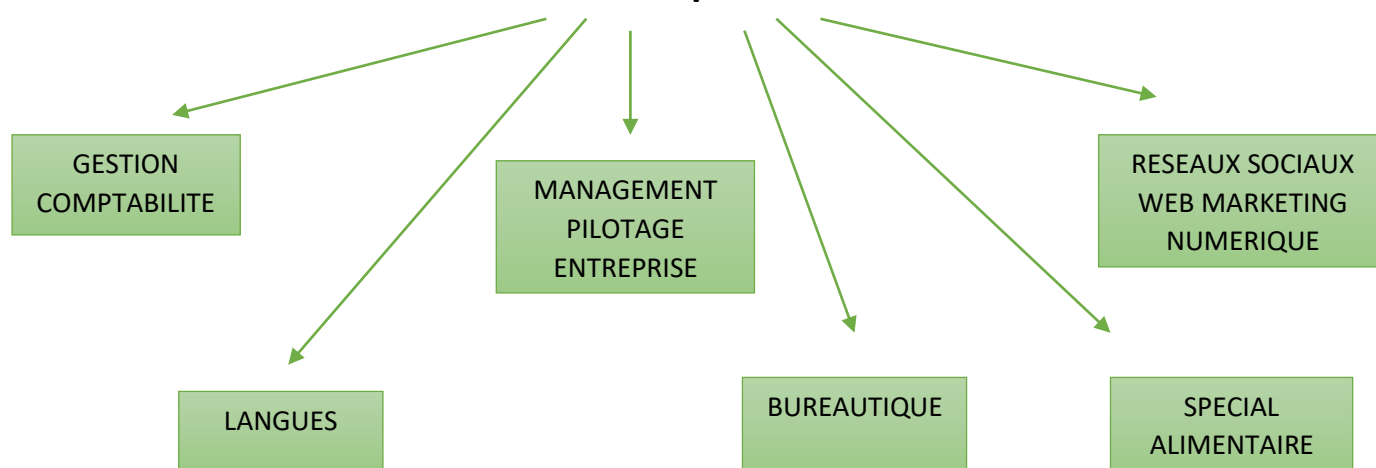 GESTION
COMPTABILITE
MANAGEMENT
PILOTAGE
ENTREPRISE
RESEAUX SOCIAUX
WEB MARKETING
NUMERIQUE
LANGUES
BUREAUTIQUE
SPECIAL
ALIMENTAIRE